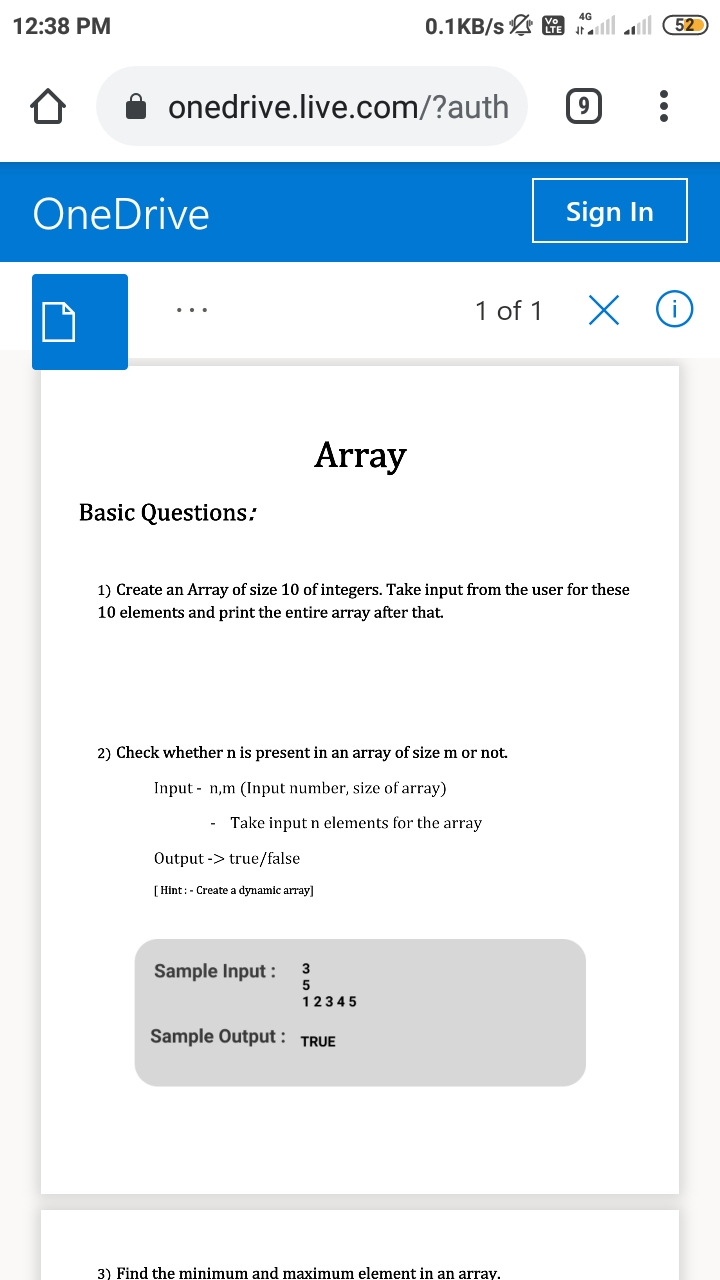 12:38 PM 0.1KB/s Vo LTE 4G 52
onedrive.live.com/?auth 9
OneDrive Sign In
... 1 of 1
Array
Basic Questions:
1) Create an Array of size 10 of integers. Take input from the user for these
10 elements and print the entire array after that.
2) Check whether n is present in an array of size m or not.
Input - n,m (Input number, size of array)
- Take input n elements for the array
Output -> true/false
[ Hint : - Create a dynamic array]
Sample Input : 3
5
1 2 3 4 5
Sample Output : TRUE
3) Find the minimum and maximum element in an array.